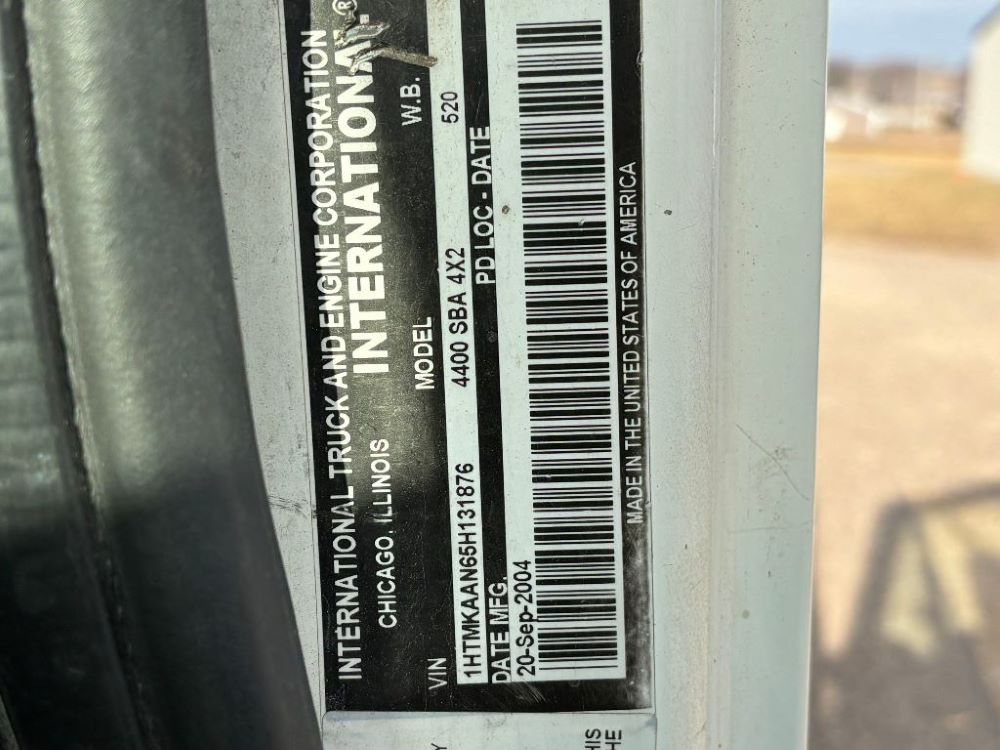 INTERNATIONAL TRUCK AND ENGINE CORPORATION
CHICAGO, ILLINOIS INTERNATIONAL®
VIN MODEL W.B.
1HTMKAAN65H131876 4400 SBA 4X2 520
DATE MFG. PD LOC - DATE
20-Sep-2004
MADE IN THE UNITED STATES OF AMERICA